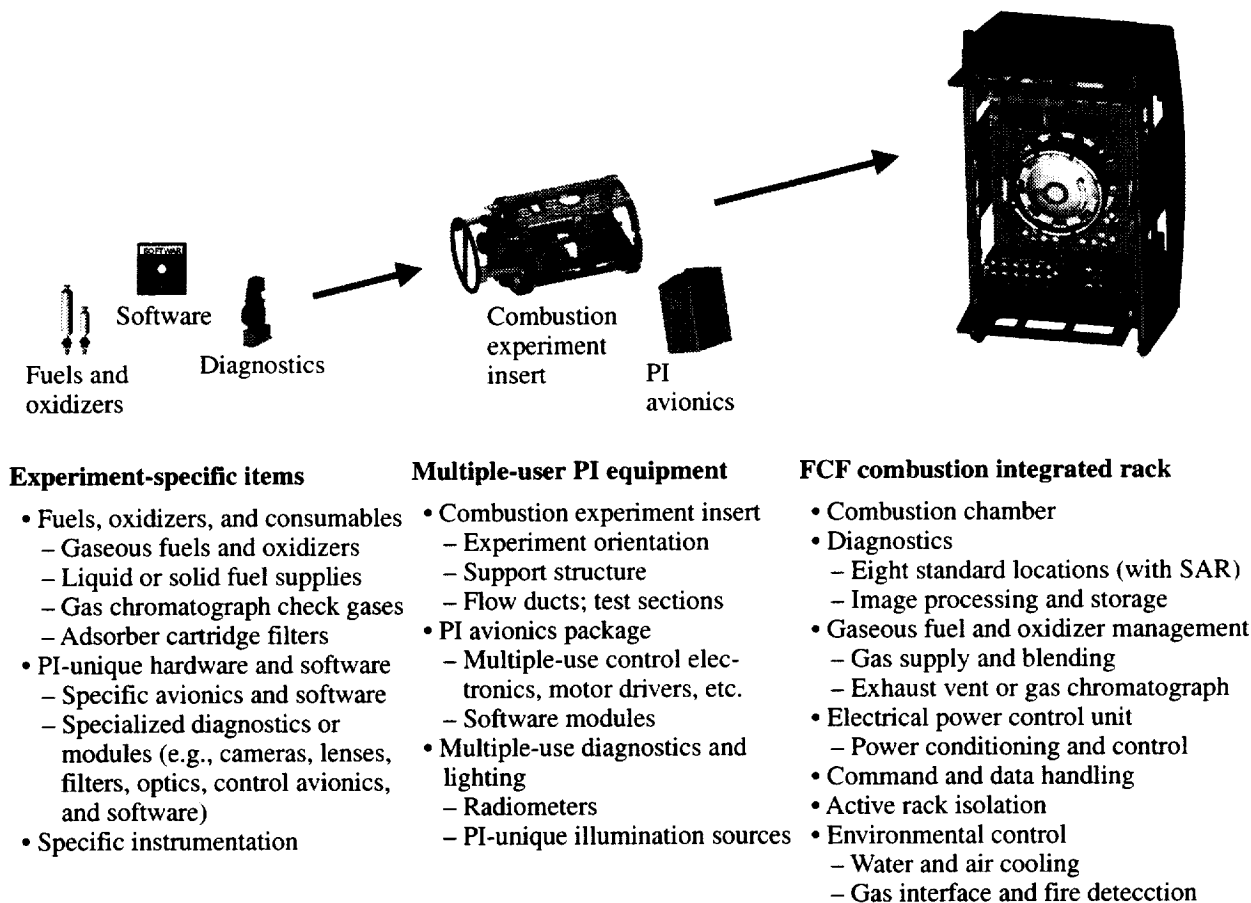 SOFTWAR
Software
Diagnostics
Fuels and
oxidizers
Combustion
experiment
insert
PI
avionics
Experiment-specific items
• Fuels, oxidizers, and consumables
– Gaseous fuels and oxidizers
– Liquid or solid fuel supplies
– Gas chromatograph check gases
– Adsorber cartridge filters
• PI-unique hardware and software
– Specific avionics and software
– Specialized diagnostics or
modules (e.g., cameras, lenses,
filters, optics, control avionics,
and software)
• Specific instrumentation
Multiple-user PI equipment
• Combustion experiment insert
– Experiment orientation
– Support structure
– Flow ducts; test sections
• PI avionics package
– Multiple-use control elec-
tronics, motor drivers, etc.
– Software modules
• Multiple-use diagnostics and
lighting
– Radiometers
– PI-unique illumination sources
FCF combustion integrated rack
• Combustion chamber
• Diagnostics
– Eight standard locations (with SAR)
– Image processing and storage
• Gaseous fuel and oxidizer management
– Gas supply and blending
– Exhaust vent or gas chromatograph
• Electrical power control unit
– Power conditioning and control
• Command and data handling
• Active rack isolation
• Environmental control
– Water and air cooling
– Gas interface and fire detecction